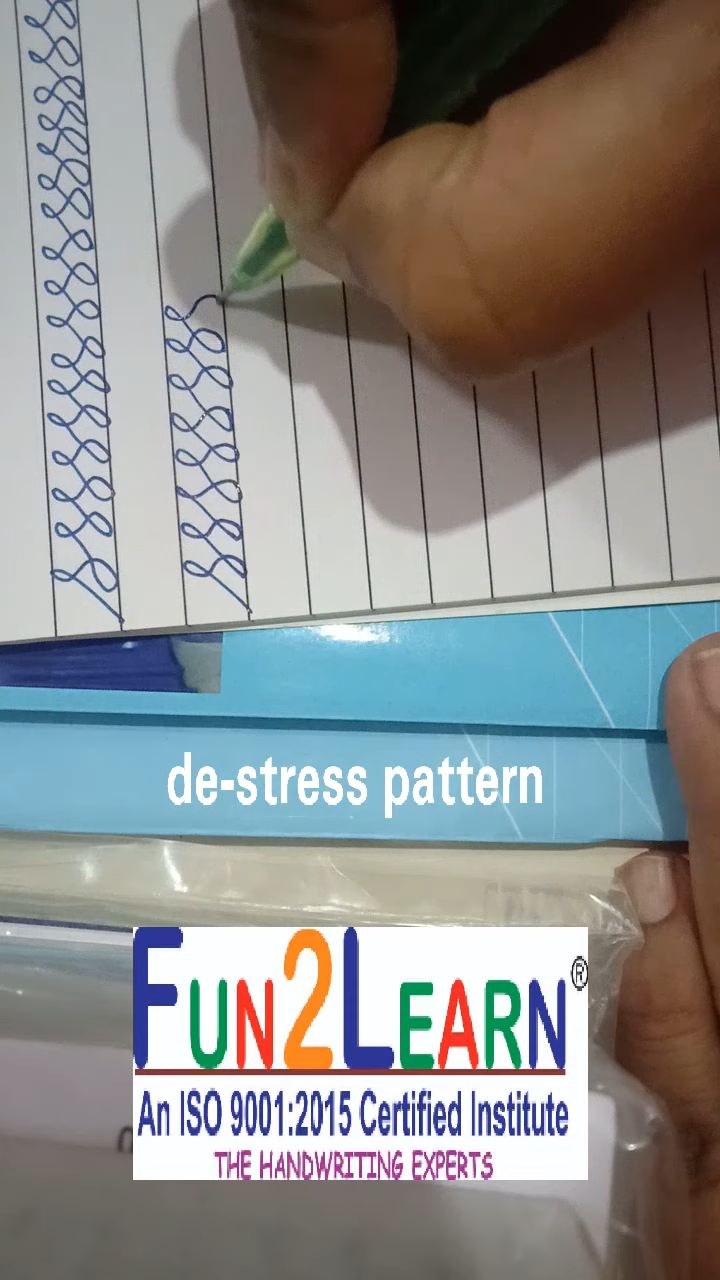 de-stress pattern
FUN2LEARN®
An ISO 9001:2015 Certified Institute
THE HANDWRITING EXPERTS